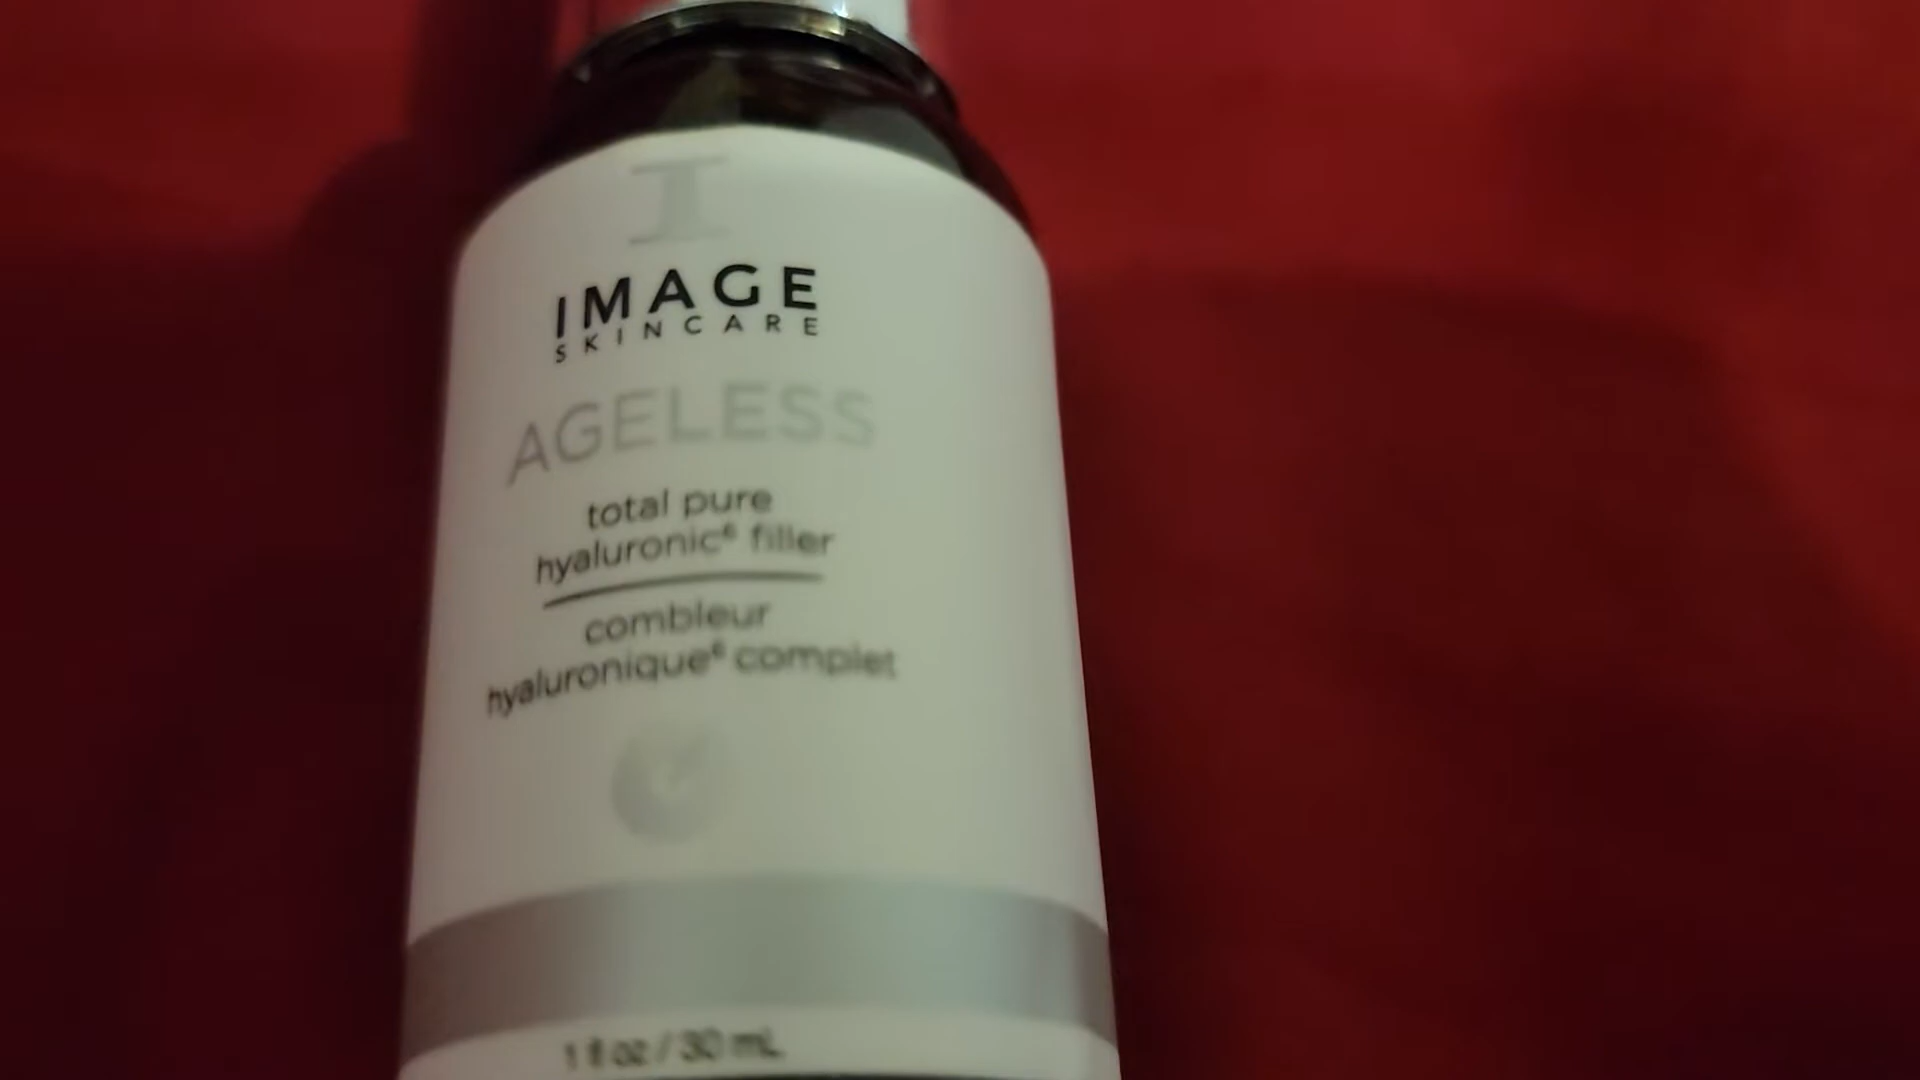 I
IMAGE
SKINCARE
AGELESS
total pure
hyaluronic⁶ filler
combleur
hyaluronique⁶ complet
1 fl oz / 30 mL